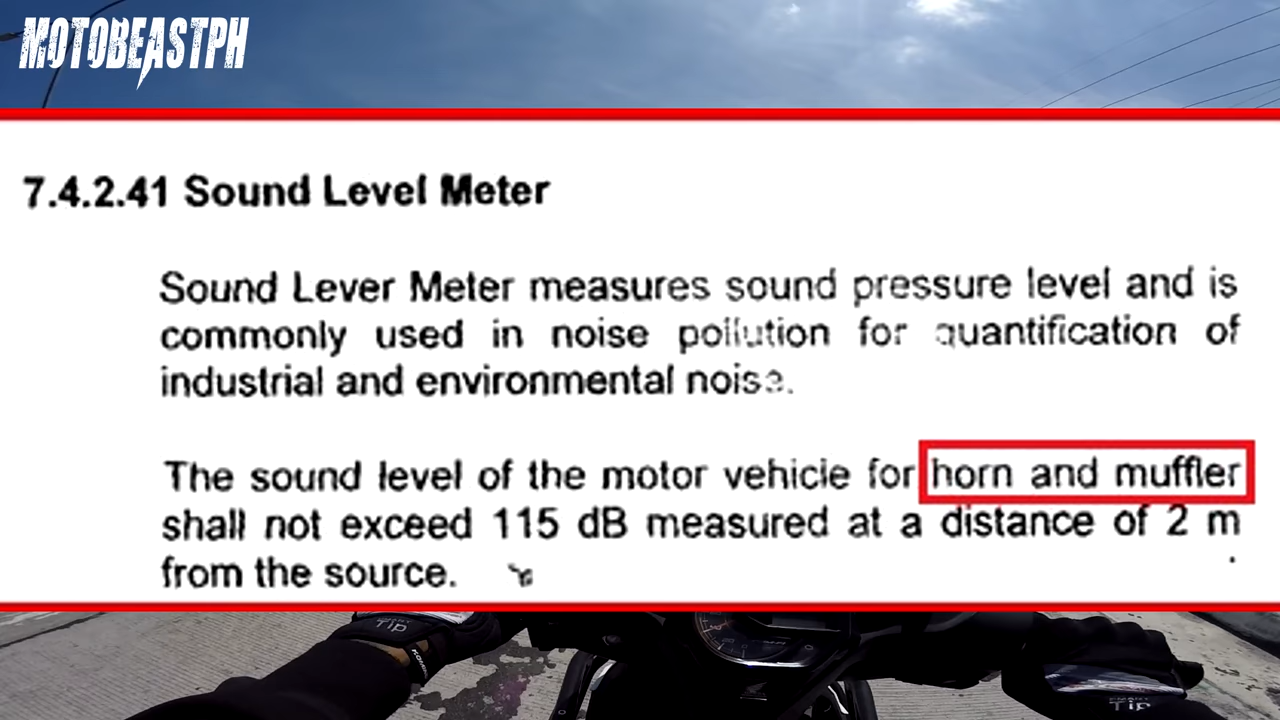 MOTOBEASTPH
7.4.2.41 Sound Level Meter
Sound Lever Meter measures sound pressure level and is
commonly used in noise pollution for quantification of
industrial and environmental noise.
The sound level of the motor vehicle for horn and muffler
shall not exceed 115 dB measured at a distance of 2 m
from the source.
Tip
Tip